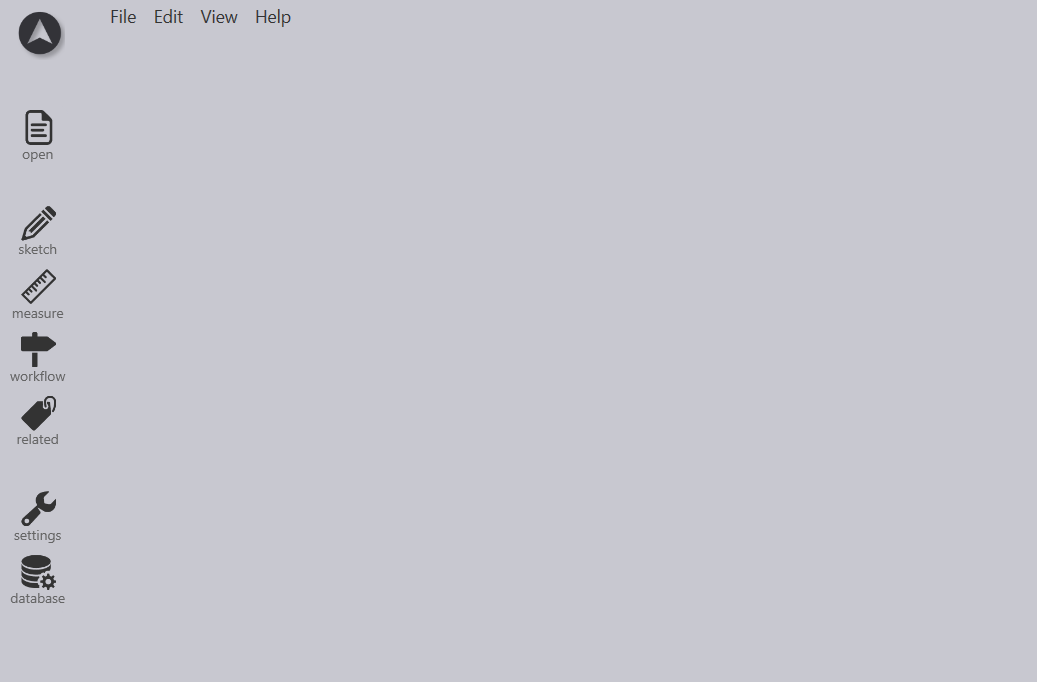 File Edit View Help
open
sketch
measure
workflow
related
settings
database